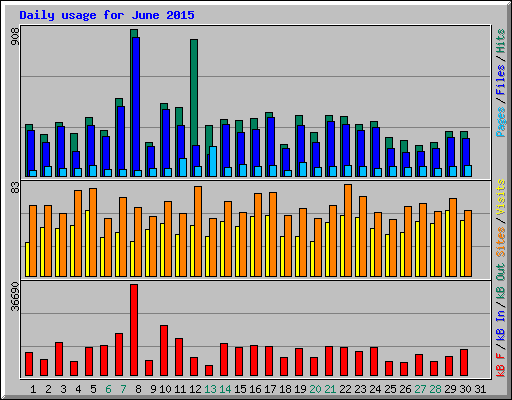 Daily usage for June 2015
908
Pages / Files / Hits
83
Sites / Visits
36690
kB F / kB In / kB Out
1 2 3 4 5 6 7 8 9 10 11 12 13 14 15 16 17 18 19 20 21 22 23 24 25 26 27 28 29 30 31